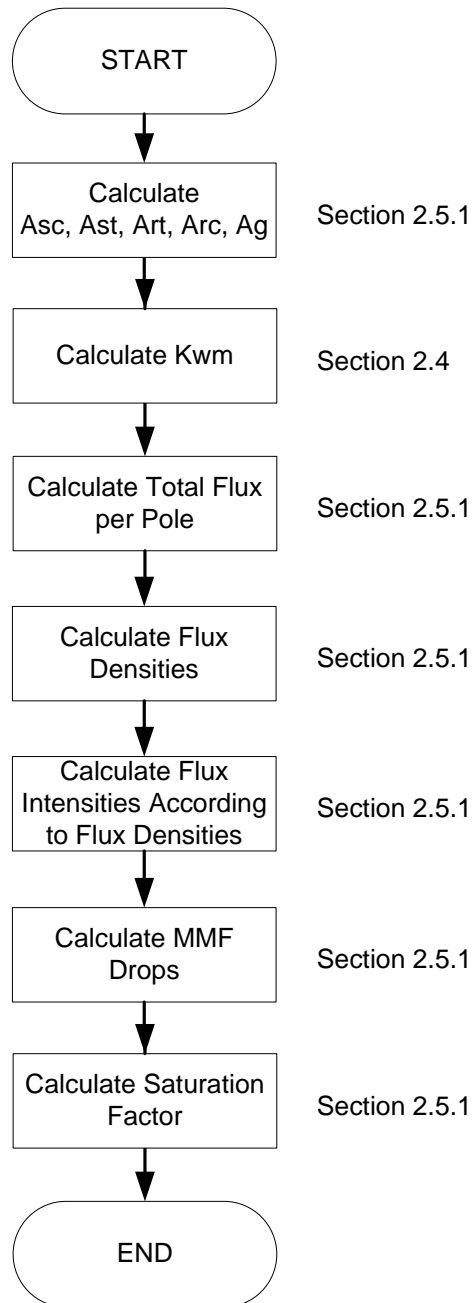 START
Calculate
Asc, Ast, Art, Arc, Ag
Section 2.5.1
Calculate Kwm
Section 2.4
Calculate Total Flux
per Pole
Section 2.5.1
Calculate Flux
Densities
Section 2.5.1
Calculate Flux
Intensities According
to Flux Densities
Section 2.5.1
Calculate MMF
Drops
Section 2.5.1
Calculate Saturation
Factor
Section 2.5.1
END